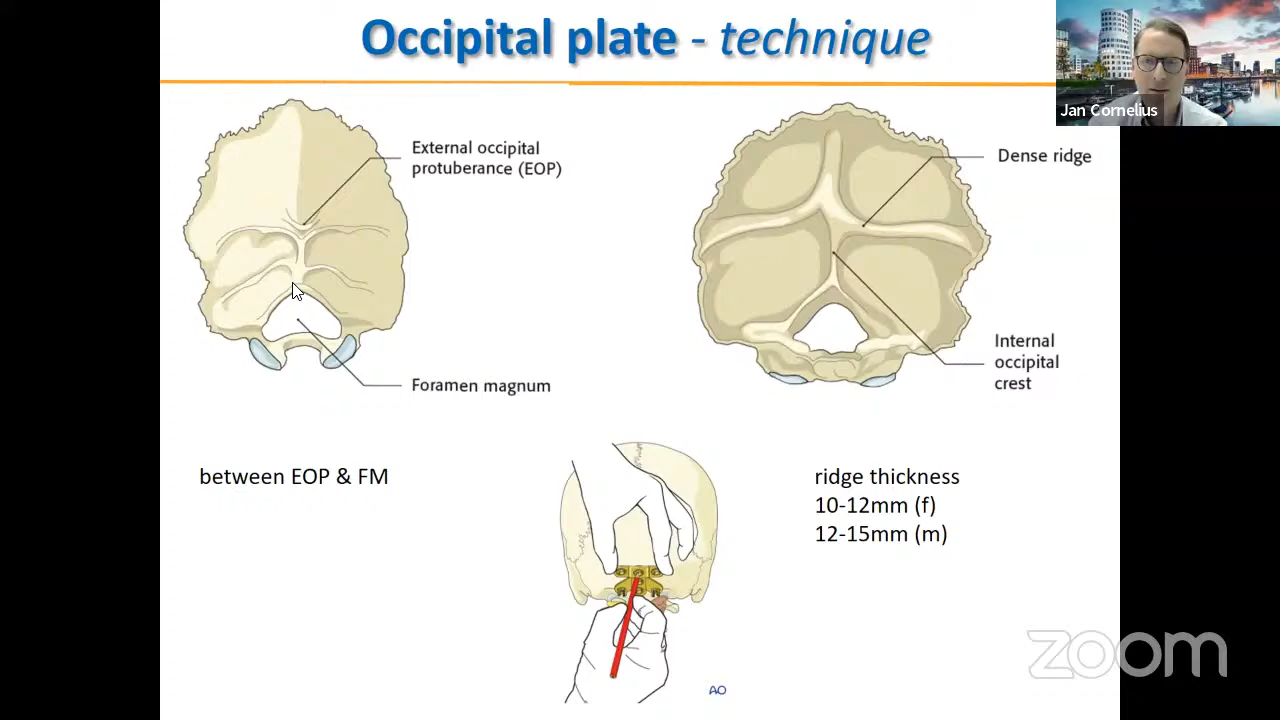 Occipital plate - technique
Jan Cornelius
External occipital
protuberance (EOP)
Foramen magnum
Dense ridge
Internal
occipital
crest
between EOP & FM
ridge thickness
10-12mm (f)
12-15mm (m)
AO
zoom